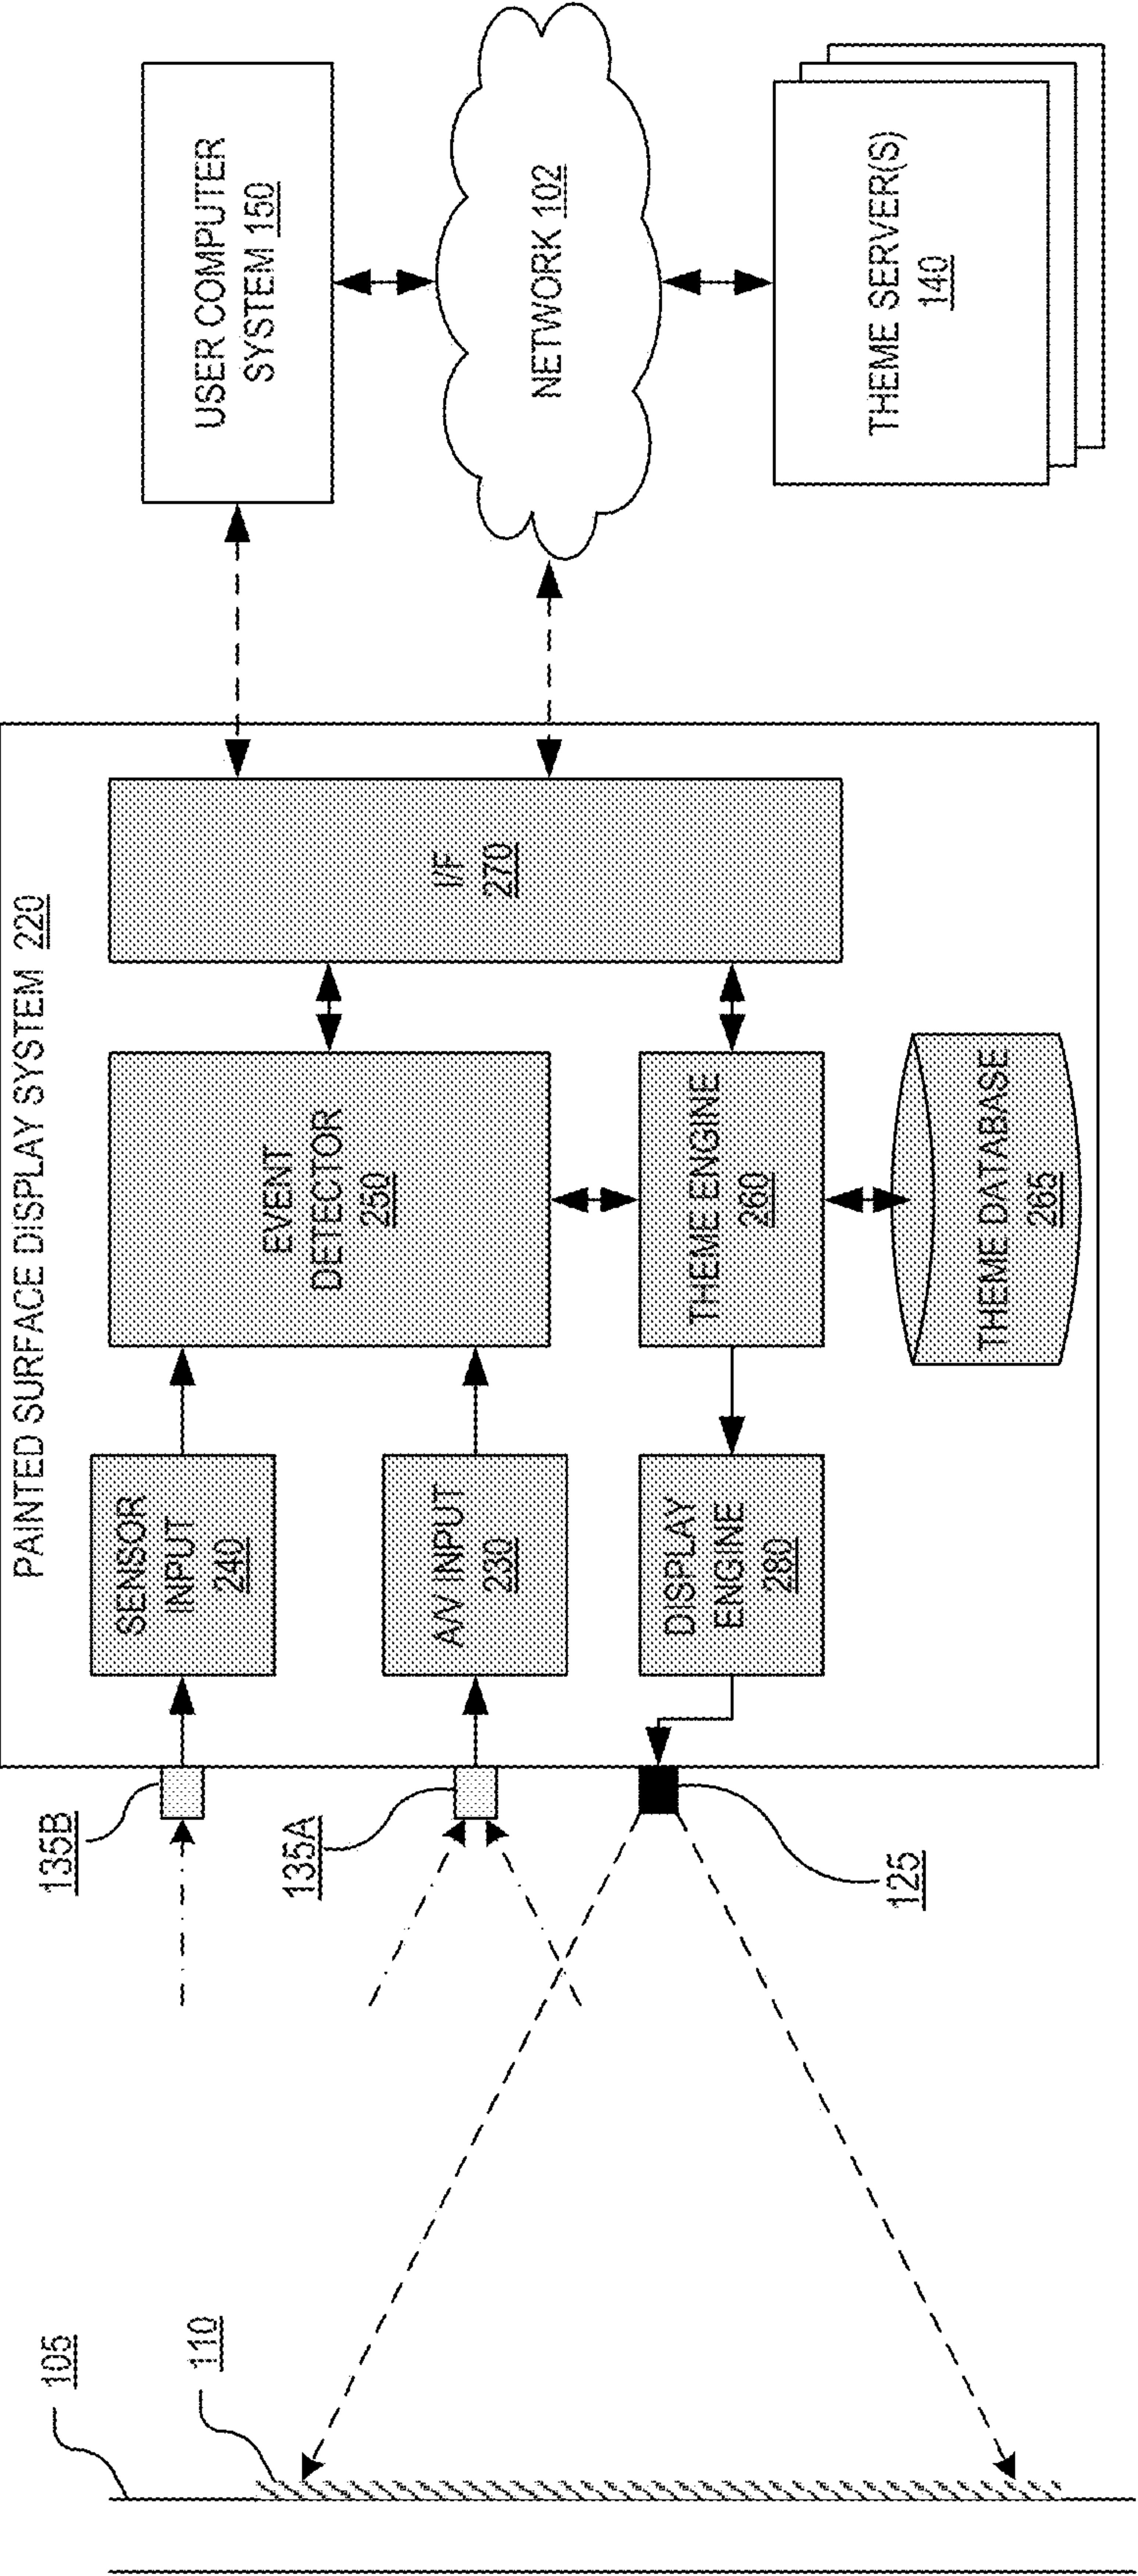 PAINTED SURFACE DISPLAY SYSTEM 220
105
110
135B
135A
125
SENSOR
INPUT
240
A/V INPUT
230
DISPLAY
ENGINE
280
EVENT
DETECTOR
250
THEME ENGINE
260
THEME DATABASE
265
I/F
270
USER COMPUTER
SYSTEM 150
NETWORK 102
THEME SERVER(S)
140